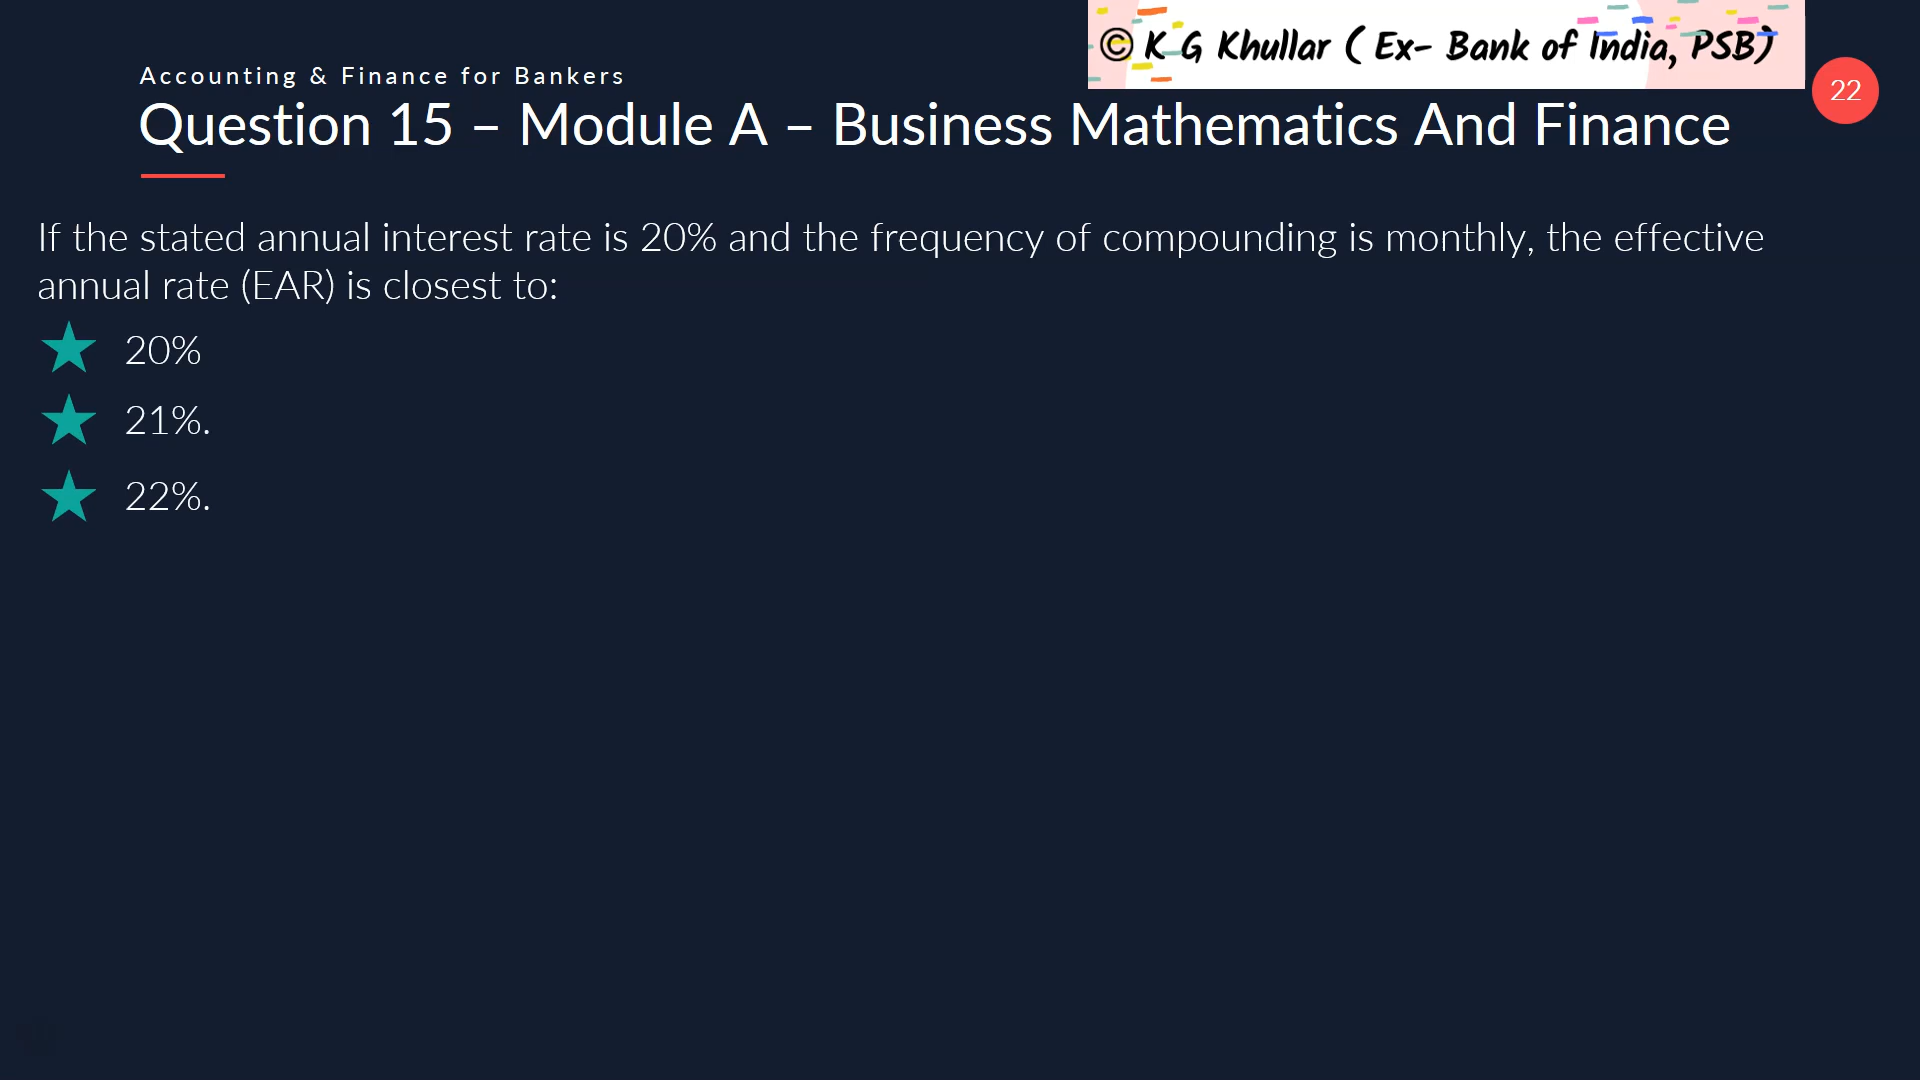 © K G Khullar ( Ex- Bank of India, PSB)
Accounting & Finance for Bankers
22
Question 15 – Module A – Business Mathematics And Finance
If the stated annual interest rate is 20% and the frequency of compounding is monthly, the effective
annual rate (EAR) is closest to:
20%
21%.
22%.